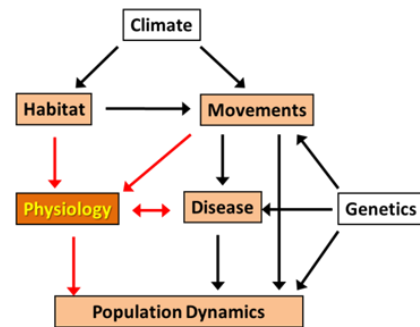 Climate
Habitat
Movements
Physiology
Disease
Genetics
Population Dynamics